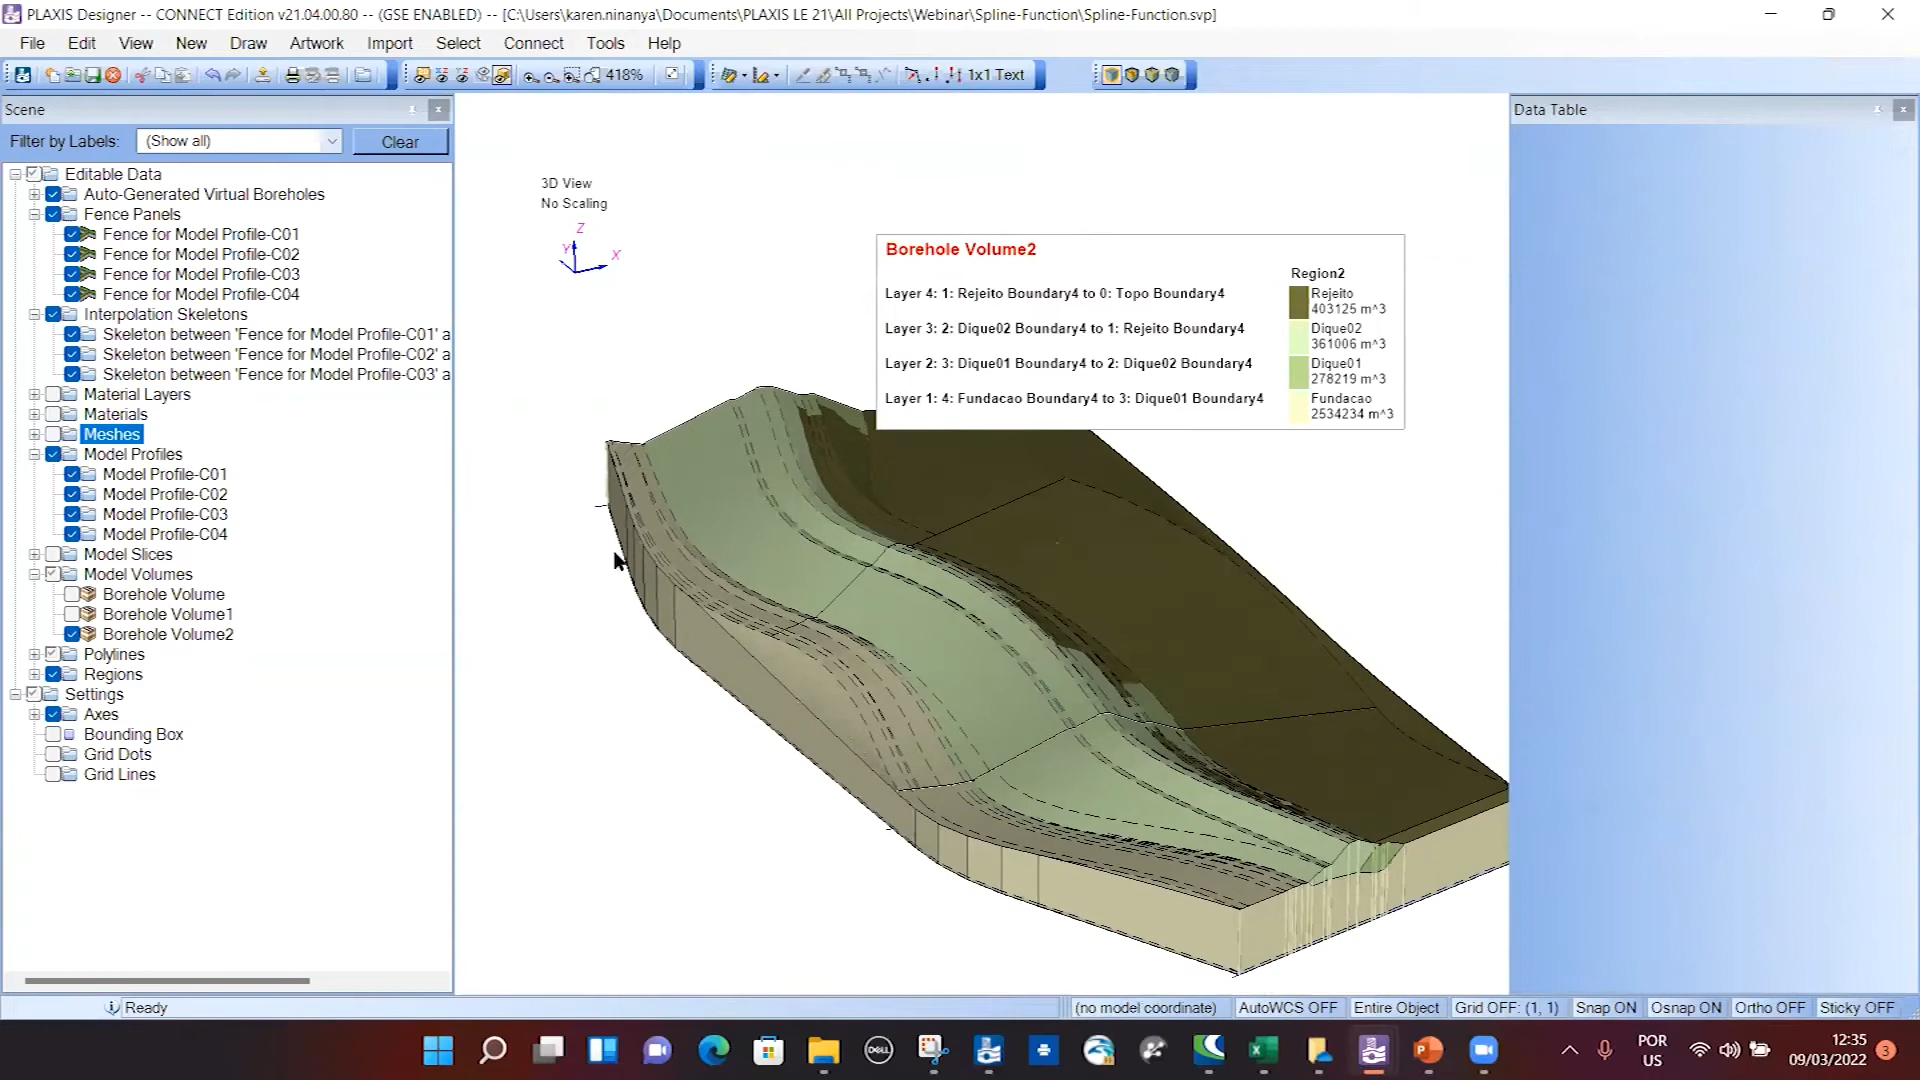 PLAXIS Designer -- CONNECT Edition v21.04.00.80 -- (GSE ENABLED) -- [C:\Users\karen.ninanya\Documents\PLAXIS LE 21\All Projects\Webinar\Spline-Function\Spline-Function.svp]
File Edit View New Draw Artwork Import Select Connect Tools Help
418% 1x1 Text
Scene
Filter by Labels: (Show all) Clear
Editable Data
Auto-Generated Virtual Boreholes
Fence Panels
Fence for Model Profile-C01
Fence for Model Profile-C02
Fence for Model Profile-C03
Fence for Model Profile-C04
Interpolation Skeletons
Skeleton between 'Fence for Model Profile-C01' a
Skeleton between 'Fence for Model Profile-C02' a
Skeleton between 'Fence for Model Profile-C03' a
Material Layers
Materials
Meshes
Model Profiles
Model Profile-C01
Model Profile-C02
Model Profile-C03
Model Profile-C04
Model Slices
Model Volumes
Borehole Volume
Borehole Volume1
Borehole Volume2
Polylines
Regions
Settings
Axes
Bounding Box
Grid Dots
Grid Lines
3D View
No Scaling
Z
Y
X
Borehole Volume2
Region2
Layer 4: 1: Rejeito Boundary4 to 0: Topo Boundary4
Rejeito
403125 m^3
Layer 3: 2: Dique02 Boundary4 to 1: Rejeito Boundary4
Dique02
361006 m^3
Layer 2: 3: Dique01 Boundary4 to 2: Dique02 Boundary4
Dique01
278219 m^3
Layer 1: 4: Fundacao Boundary4 to 3: Dique01 Boundary4
Fundacao
2534234 m^3
Data Table
Ready
(no model coordinate) AutoWCS OFF Entire Object Grid OFF: (1, 1) Snap ON Osnap ON Ortho OFF Sticky OFF
DELL
POR
US
12:35
09/03/2022
3